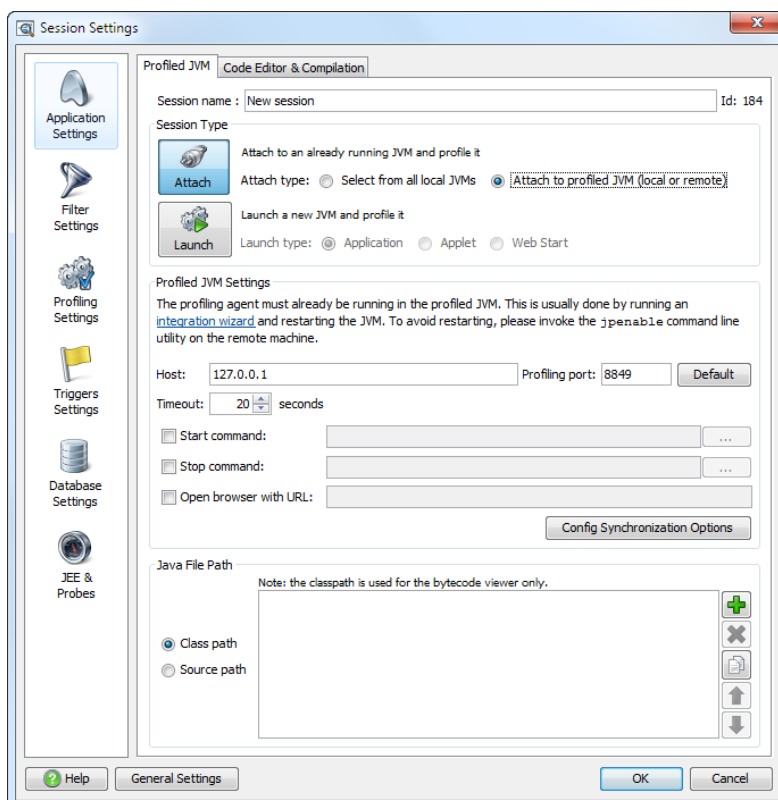 Session Settings
Application
Settings
Filter
Settings
Profiling
Settings
Triggers
Settings
Database
Settings
JEE &
Probes
Profiled JVM
Code Editor & Compilation
Session name : New session Id: 184
Session Type
Attach to an already running JVM and profile it
Attach
Attach type: Select from all local JVMs Attach to profiled JVM (local or remote)
Launch a new JVM and profile it
Launch
Launch type: Application Applet Web Start
Profiled JVM Settings
The profiling agent must already be running in the profiled JVM. This is usually done by running an
integration wizard and restarting the JVM. To avoid restarting, please invoke the jpenable command line
utility on the remote machine.
Host: 127.0.0.1 Profiling port: 8849 Default
Timeout: 20 seconds
Start command: ...
Stop command: ...
Open browser with URL:
Config Synchronization Options
Java File Path
Note: the classpath is used for the bytecode viewer only.
Class path
Source path
Help General Settings OK Cancel